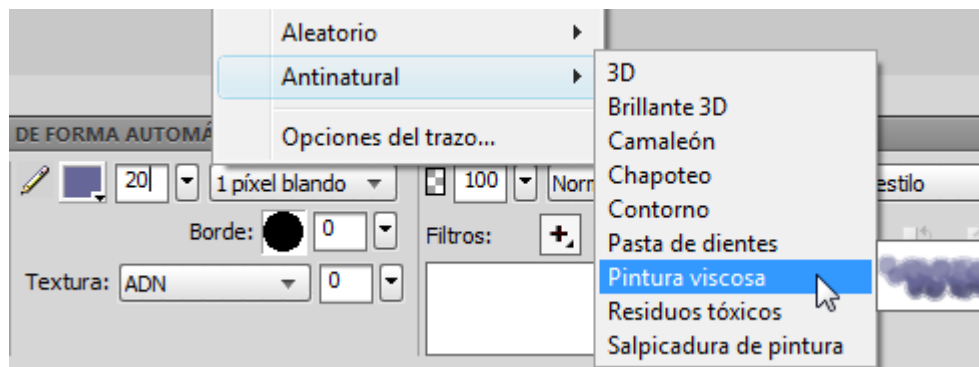 Aleatorio
Antinatural
Opciones del trazo...
3D
Brillante 3D
Camaleón
Chapoteo
Contorno
Pasta de dientes
Pintura viscosa
Residuos tóxicos
Salpicadura de pintura
DE FORMA AUTOMÁ
20 1 píxel blando 100 Norr estilo
Borde: 0 Filtros:
Textura: ADN 0